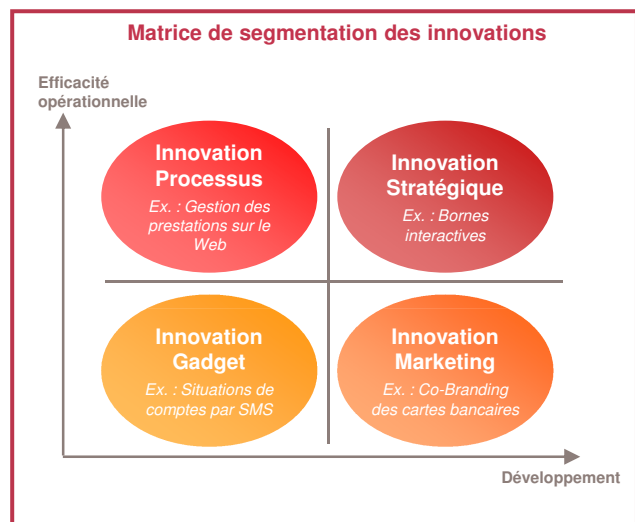 Matrice de segmentation des innovations
Efficacité
opérationnelle
Innovation
Processus
Ex. : Gestion des
prestations sur le
Web
Innovation
Stratégique
Ex. : Bornes
interactives
Innovation
Gadget
Ex. : Situations de
comptes par SMS
Innovation
Marketing
Ex. : Co-Branding
des cartes bancaires
Développement